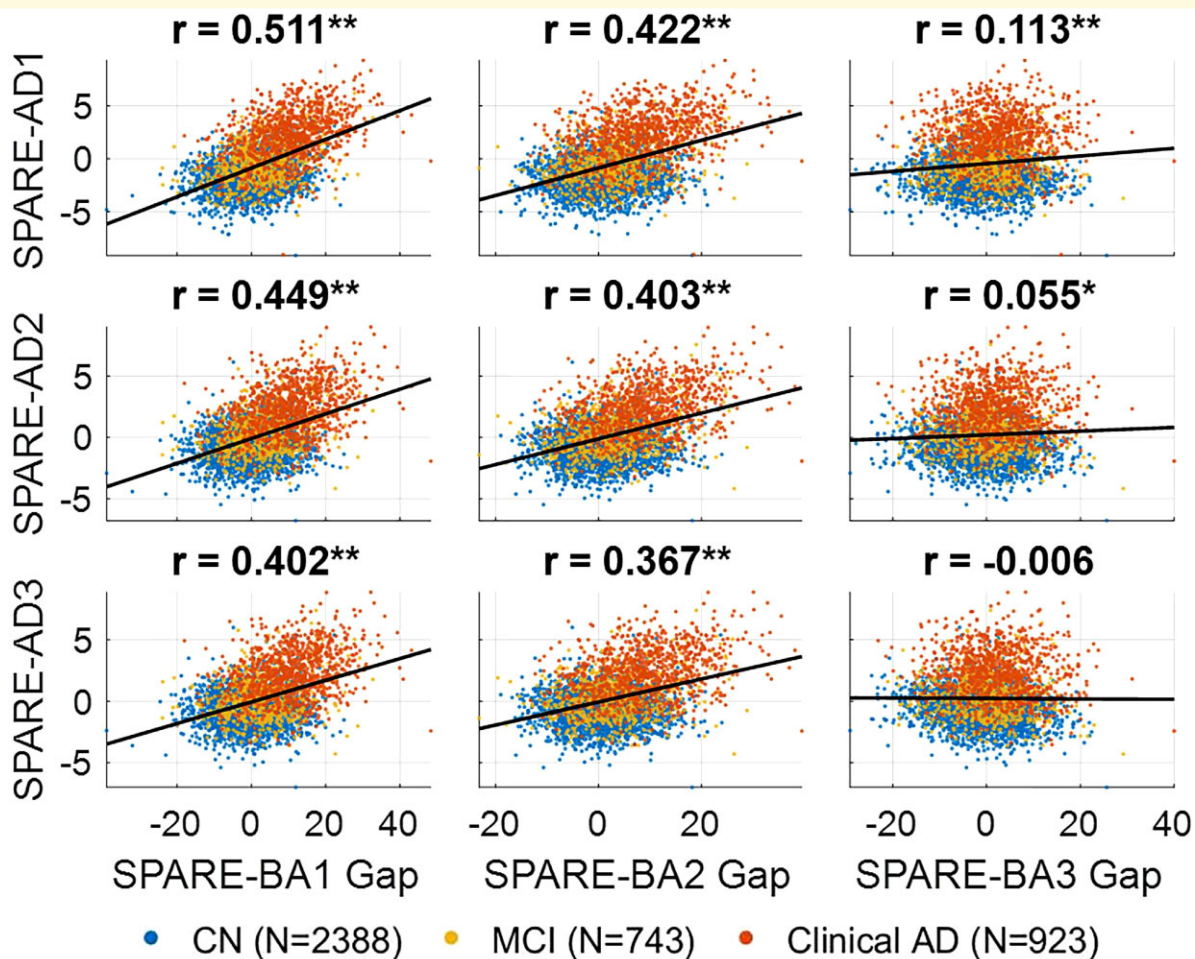 r = 0.511** r = 0.422** r = 0.113**
SPARE-AD1
5
0
-5
r = 0.449** r = 0.403** r = 0.055*
SPARE-AD2
5
0
-5
r = 0.402** r = 0.367** r = -0.006
SPARE-AD3
5
0
-5
-20 0 20 40 -20 0 20 -20 0 20 40
SPARE-BA1 Gap SPARE-BA2 Gap SPARE-BA3 Gap
CN (N=2388) MCI (N=743) Clinical AD (N=923)